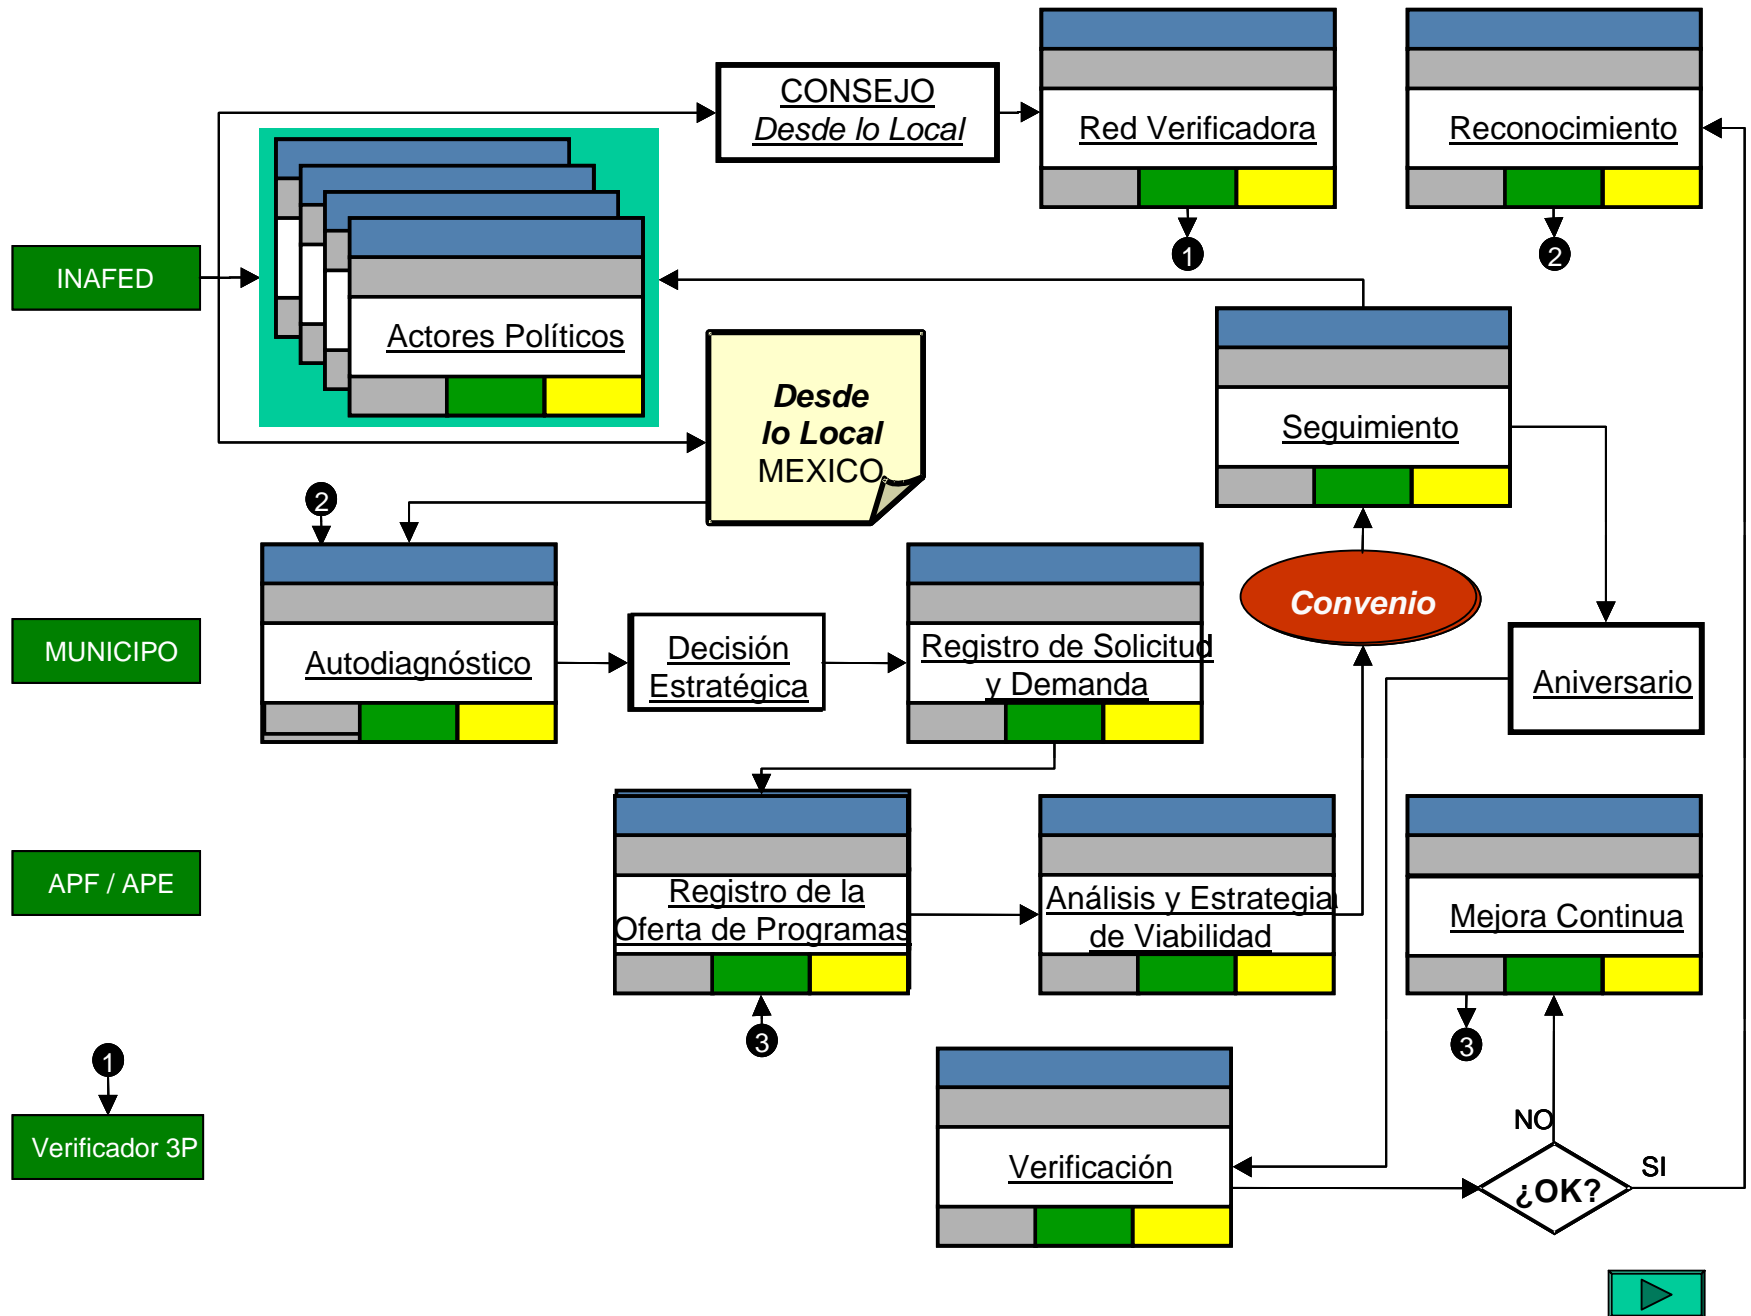 CONSEJO
Desde lo Local
Red Verificadora
Reconocimiento
1
2
INAFED
Actores Políticos
Desde
lo Local
MEXICO
Seguimiento
2
Convenio
MUNICIPO
Autodiagnóstico
Decisión
Estratégica
Registro de Solicitud
y Demanda
Aniversario
APF / APE
Registro de la
Oferta de Programas
Análisis y Estrategia
de Viabilidad
Mejora Continua
3
3
1
Verificador 3P
Verificación
NO
¿OK?
SI